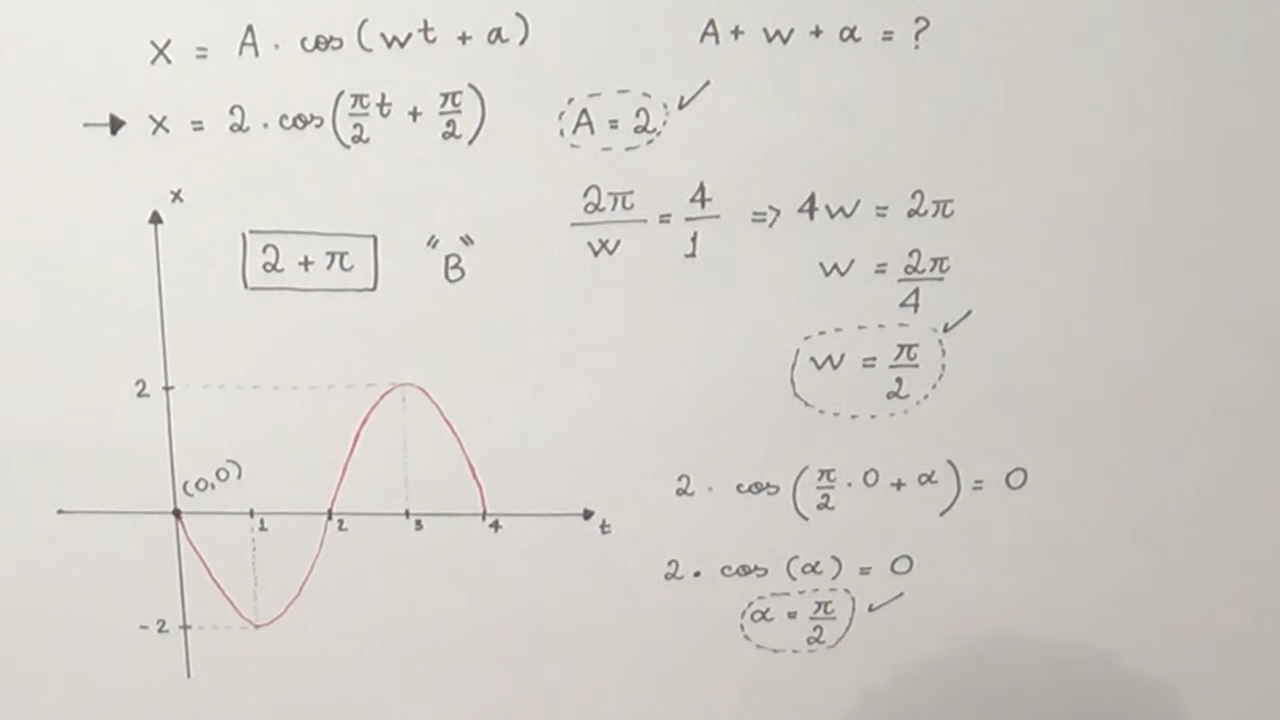 x = A · cos(wt + a)
A + w + α = ?
→ x = 2 · cos(π/2 t + π/2)
A = 2 ✓
2π/w = 4/1 => 4w = 2π
w = 2π/4
w = π/2 ✓
2 + π "B"
x
2
(0,0)
1 2 3 4 t
-2
2 · cos(π/2 · 0 + α) = 0
2 · cos (α) = 0
α = π/2 ✓